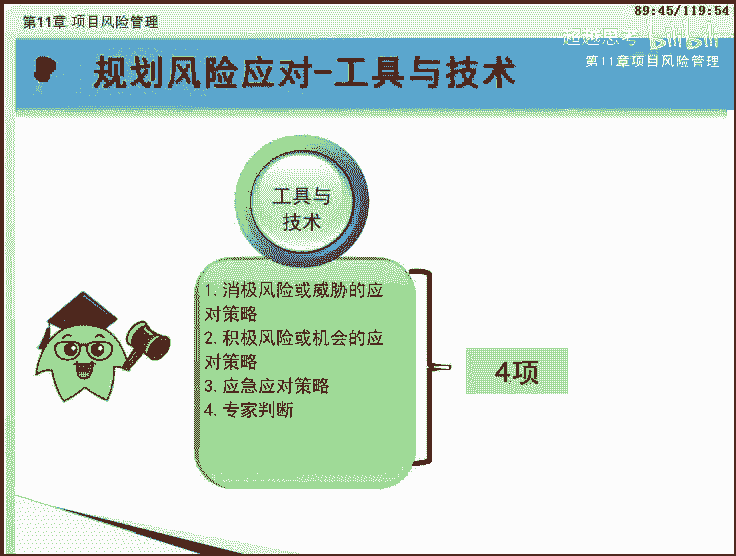 第11章 项目风险管理
89:45/119:54
超越思考 bilibili
第11章项目风险管理
规划风险应对-工具与技术
工具与
技术
1.消极风险或威胁的应
对策略
2.积极风险或机会的应
对策略
3.应急应对策略
4.专家判断
4项